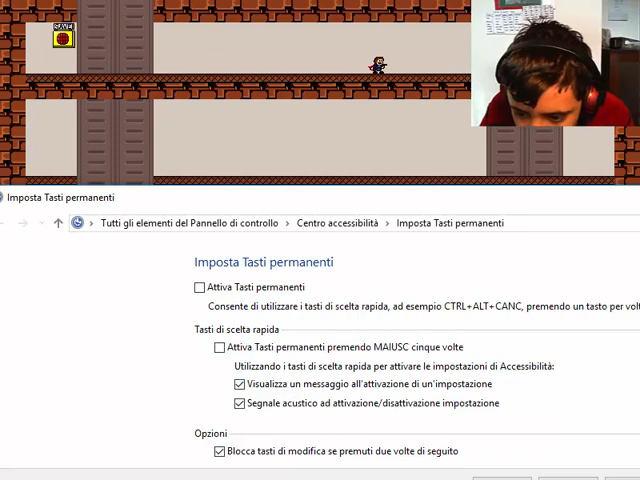 SAVE
Imposta Tasti permanenti
Tutti gli elementi del Pannello di controllo > Centro accessibilità > Imposta Tasti permanenti
Imposta Tasti permanenti
Attiva Tasti permanenti
Consente di utilizzare i tasti di scelta rapida, ad esempio CTRL+ALT+CANC, premendo un tasto per volt
Tasti di scelta rapida
Attiva Tasti permanenti premendo MAIUSC cinque volte
Utilizzando i tasti di scelta rapida per attivare le impostazioni di Accessibilità:
Visualizza un messaggio all'attivazione di un'impostazione
Segnale acustico ad attivazione/disattivazione impostazione
Opzioni
Blocca tasti di modifica se premuti due volte di seguito